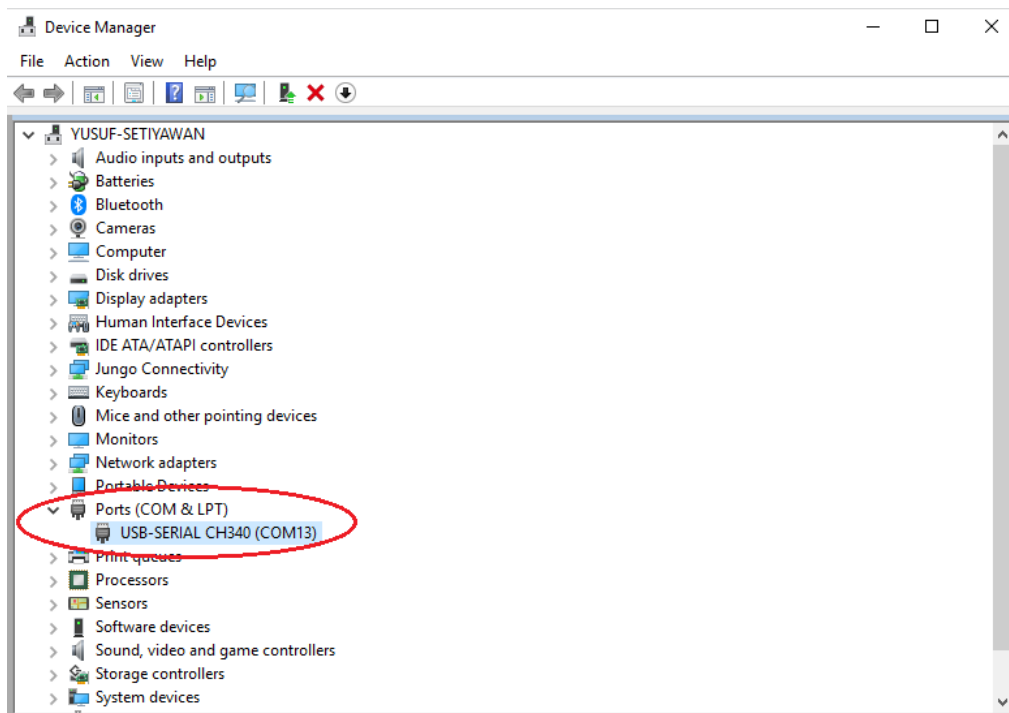 Device Manager
File Action View Help
YUSUF-SETIYAWAN
Audio inputs and outputs
Batteries
Bluetooth
Cameras
Computer
Disk drives
Display adapters
Human Interface Devices
IDE ATA/ATAPI controllers
Jungo Connectivity
Keyboards
Mice and other pointing devices
Monitors
Network adapters
Portable Devices
Ports (COM & LPT)
USB-SERIAL CH340 (COM13)
Print queues
Processors
Sensors
Software devices
Sound, video and game controllers
Storage controllers
System devices